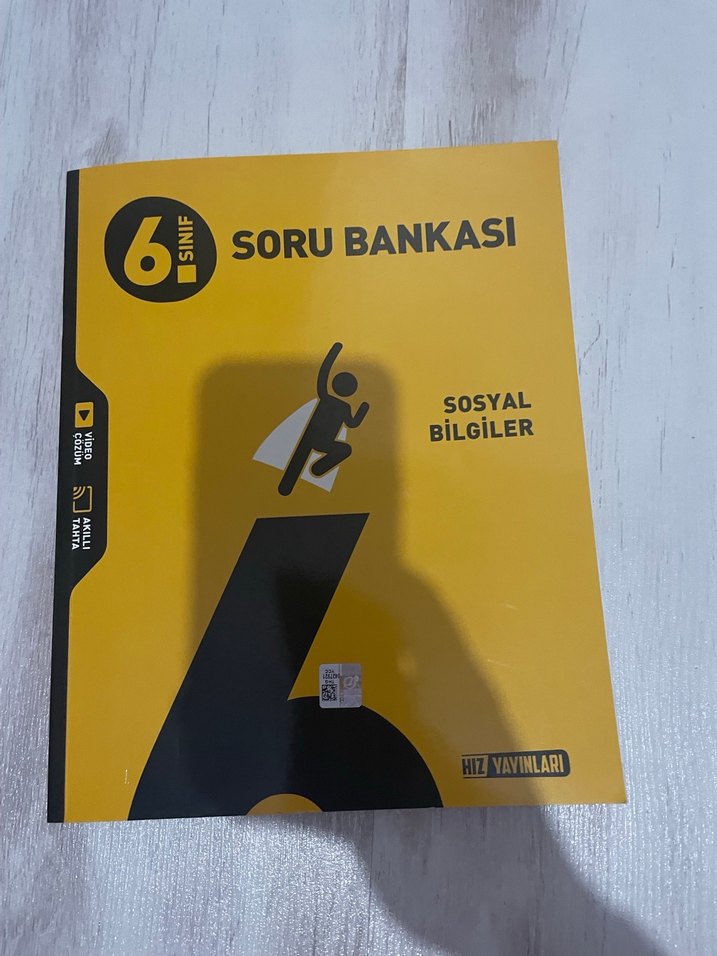 6.
SINIF
SORU BANKASI
SOSYAL
BİLGİLER
VİDEO
ÇÖZÜM
AKILLI
TAHTA
HIZ YAYINLARI